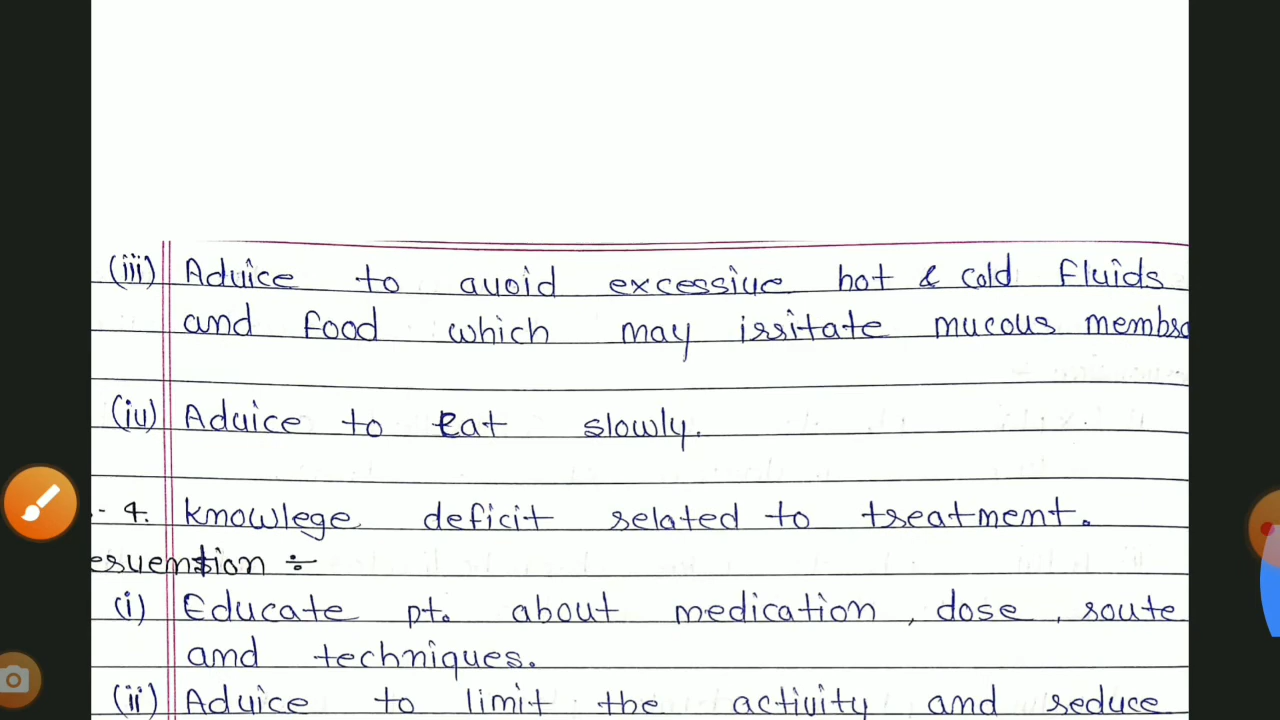 (iii) Advice to avoid excessive hot & cold fluids
and food which may irritate mucous membra
(iv) Advice to eat slowly.
- 4. knowlege deficit related to treatment.
ervention ÷
(i) Educate pt. about medication, dose, route
and techniques.
(ii) Advice to limit the activity and reduce